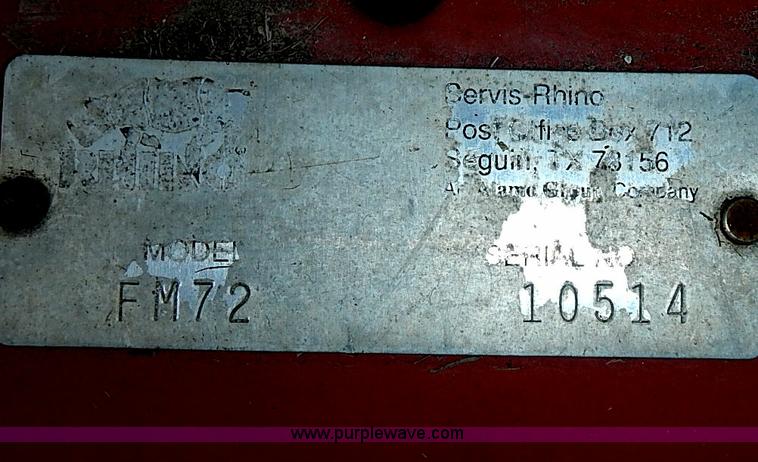 RHINO
Servis-Rhino
Post Office Box 712
Seguin, TX 78156
An Alamo Group Company
MODEL
SERIAL NO
FM72
10514
www.purplewave.com